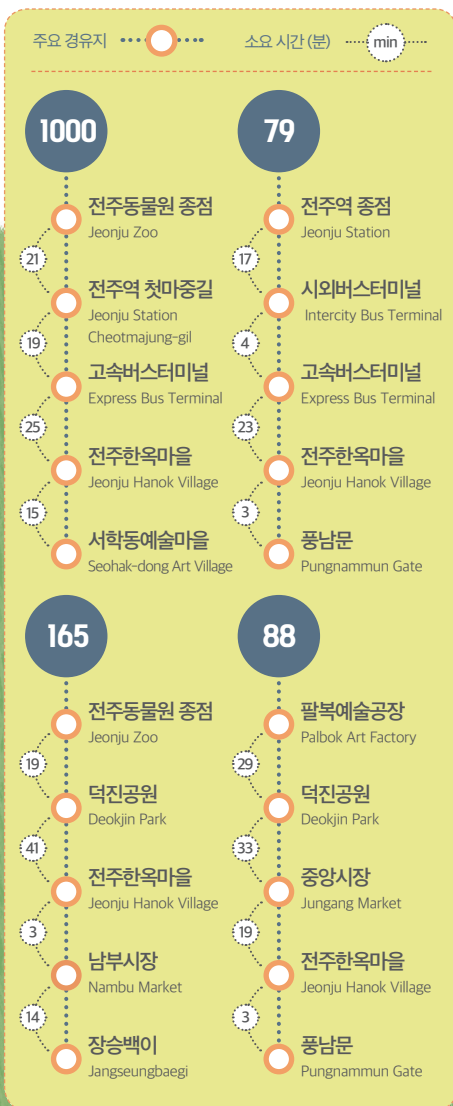 주요 경유지
소요 시간 (분) min
1000
전주동물원 종점
Jeonju Zoo
21
전주역 첫마중길
Jeonju Station
Cheotmajung-gil
19
고속버스터미널
Express Bus Terminal
25
전주한옥마을
Jeonju Hanok Village
15
서학동예술마을
Seohak-dong Art Village
79
전주역 종점
Jeonju Station
17
시외버스터미널
Intercity Bus Terminal
4
고속버스터미널
Express Bus Terminal
23
전주한옥마을
Jeonju Hanok Village
3
풍남문
Pungnammun Gate
165
전주동물원 종점
Jeonju Zoo
19
덕진공원
Deokjin Park
41
전주한옥마을
Jeonju Hanok Village
3
남부시장
Nambu Market
14
장승백이
Jangseungbaegi
88
팔복예술공장
Palbok Art Factory
29
덕진공원
Deokjin Park
33
중앙시장
Jungang Market
19
전주한옥마을
Jeonju Hanok Village
3
풍남문
Pungnammun Gate